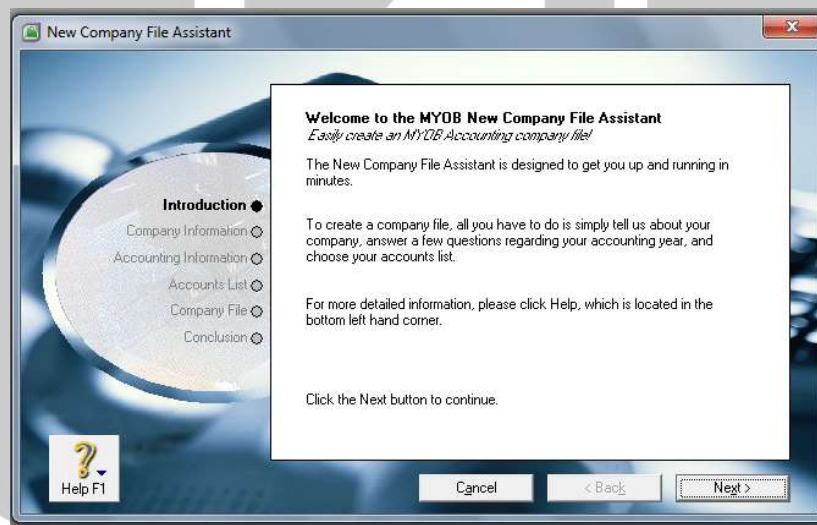 New Company File Assistant
Welcome to the MYOB New Company File Assistant
Easily create an MYOB Accounting company file!
The New Company File Assistant is designed to get you up and running in
minutes.
To create a company file, all you have to do is simply tell us about your
company, answer a few questions regarding your accounting year, and
choose your accounts list.
For more detailed information, please click Help, which is located in the
bottom left hand corner.
Click the Next button to continue.
Introduction
Company Information
Accounting Information
Accounts List
Company File
Conclusion
Help F1
Cancel
< Back
Next >